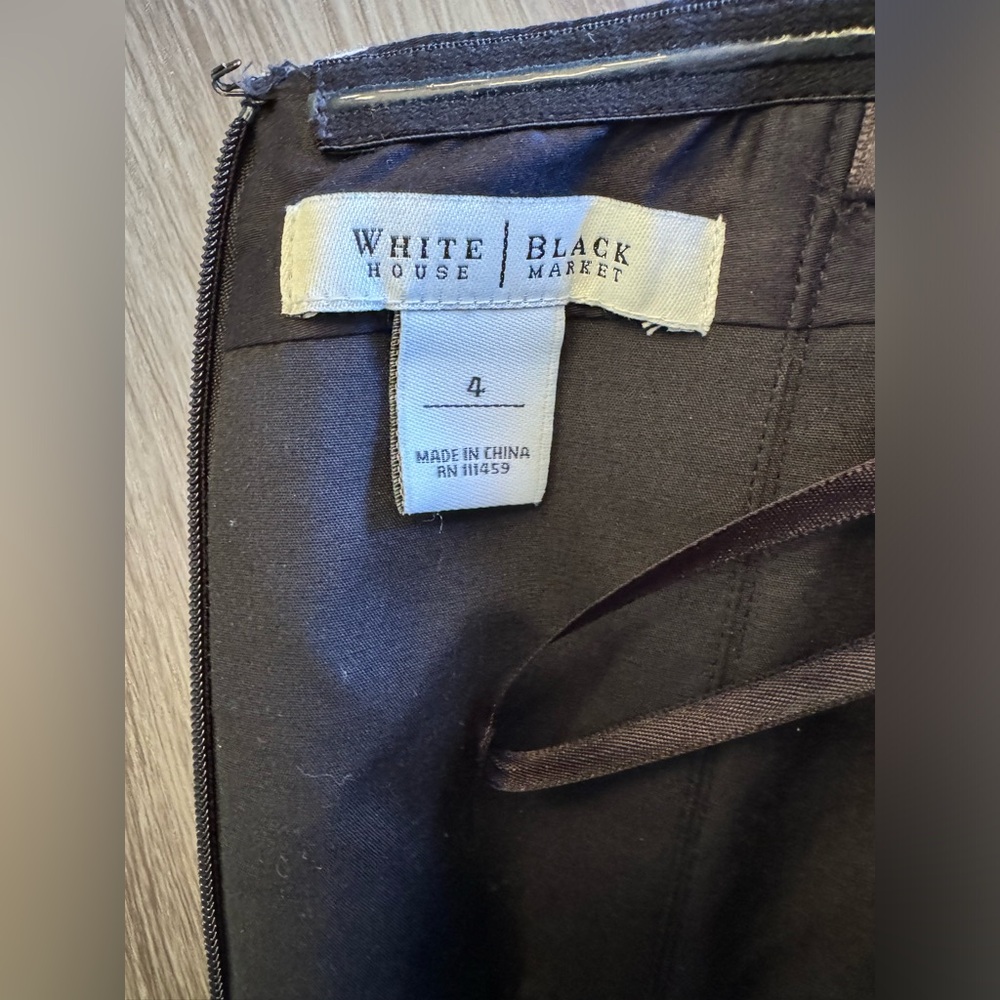 WHITE | BLACK
HOUSE MARKET
4
MADE IN CHINA
RN 111459